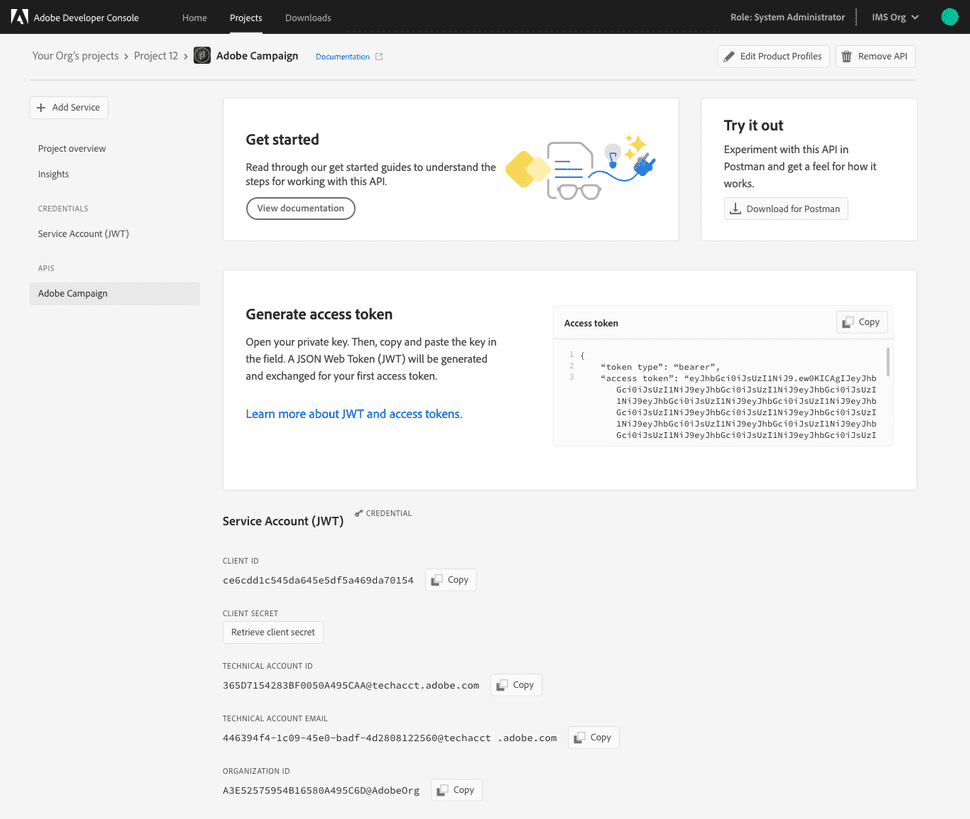 Adobe Developer Console
Home
Projects
Downloads
Role: System Administrator
IMS Org
Your Org's projects › Project 12 › Adobe Campaign
Documentation
Edit Product Profiles
Remove API
+ Add Service
Project overview
Insights
CREDENTIALS
Service Account (JWT)
APIS
Adobe Campaign
Get started
Read through our get started guides to understand the
steps for working with this API.
View documentation
Try it out
Experiment with this API in
Postman and get a feel for how it
works.
Download for Postman
Generate access token
Open your private key. Then, copy and paste the key in
the field. A JSON Web Token (JWT) will be generated
and exchanged for your first access token.
Learn more about JWT and access tokens.
Access token
Copy
1 {
2 “token type”: “bearer”,
3 “access token”: “eyJhbGci0iJsUzI1NiJ9.ew0KICAgIJeyJhb
Gci0iJsUzI1NiJ9eyJhbGci0iJsUzI1NiJ9eyJhbGci0iJsUzI
1NiJ9eyJhbGci0iJsUzI1NiJ9eyJhbGci0iJsUzI1NiJ9eyJhb
Gci0iJsUzI1NiJ9eyJhbGci0iJsUzI1NiJ9eyJhbGci0iJsUzI
1NiJ9eyJhbGci0iJsUzI1NiJ9eyJhbGci0iJsUzI1NiJ9eyJhb
Gci0iJsUzI1NiJ9eyJhbGci0iJsUzI1NiJ9eyJhbGci0iJsUzI
Service Account (JWT)
CREDENTIAL
CLIENT ID
ce6cdd1c545da645e5df5a469da70154
Copy
CLIENT SECRET
Retrieve client secret
TECHNICAL ACCOUNT ID
365D7154283BF0050A495CAA@techacct.adobe.com
Copy
TECHNICAL ACCOUNT EMAIL
446394f4-1c09-45e0-badf-4d2808122560@techacct .adobe.com
Copy
ORGANIZATION ID
A3E52575954B16580A495C6D@AdobeOrg
Copy